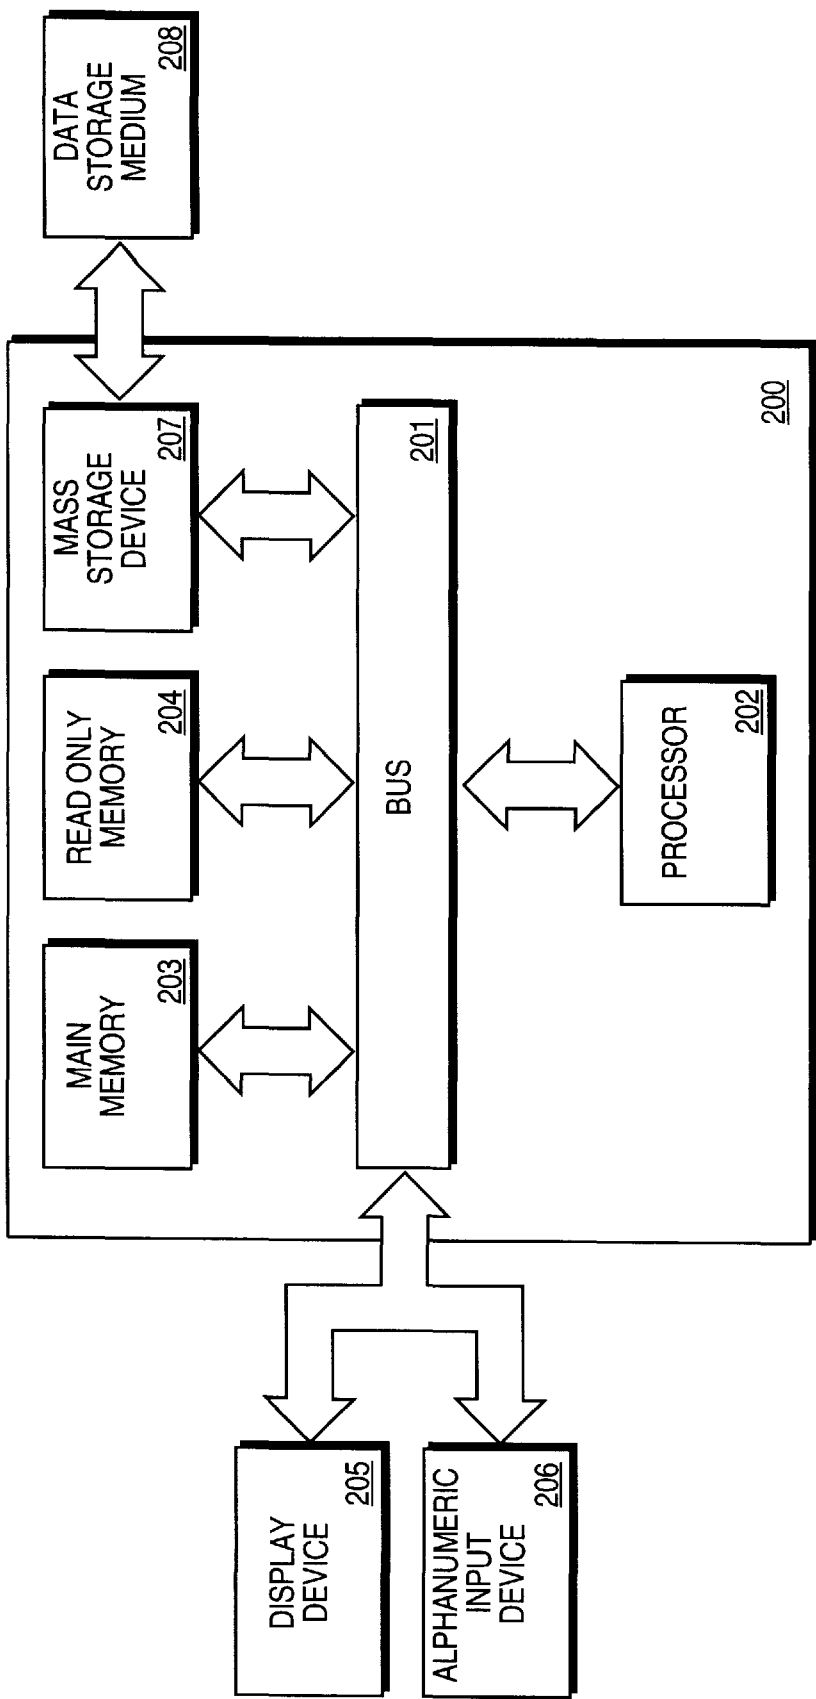 MAIN
MEMORY
203
READ ONLY
MEMORY
204
MASS
STORAGE
DEVICE
207
DATA
STORAGE
MEDIUM
208
DISPLAY
DEVICE
205
BUS
201
ALPHANUMERIC
INPUT
DEVICE
206
PROCESSOR
202
200